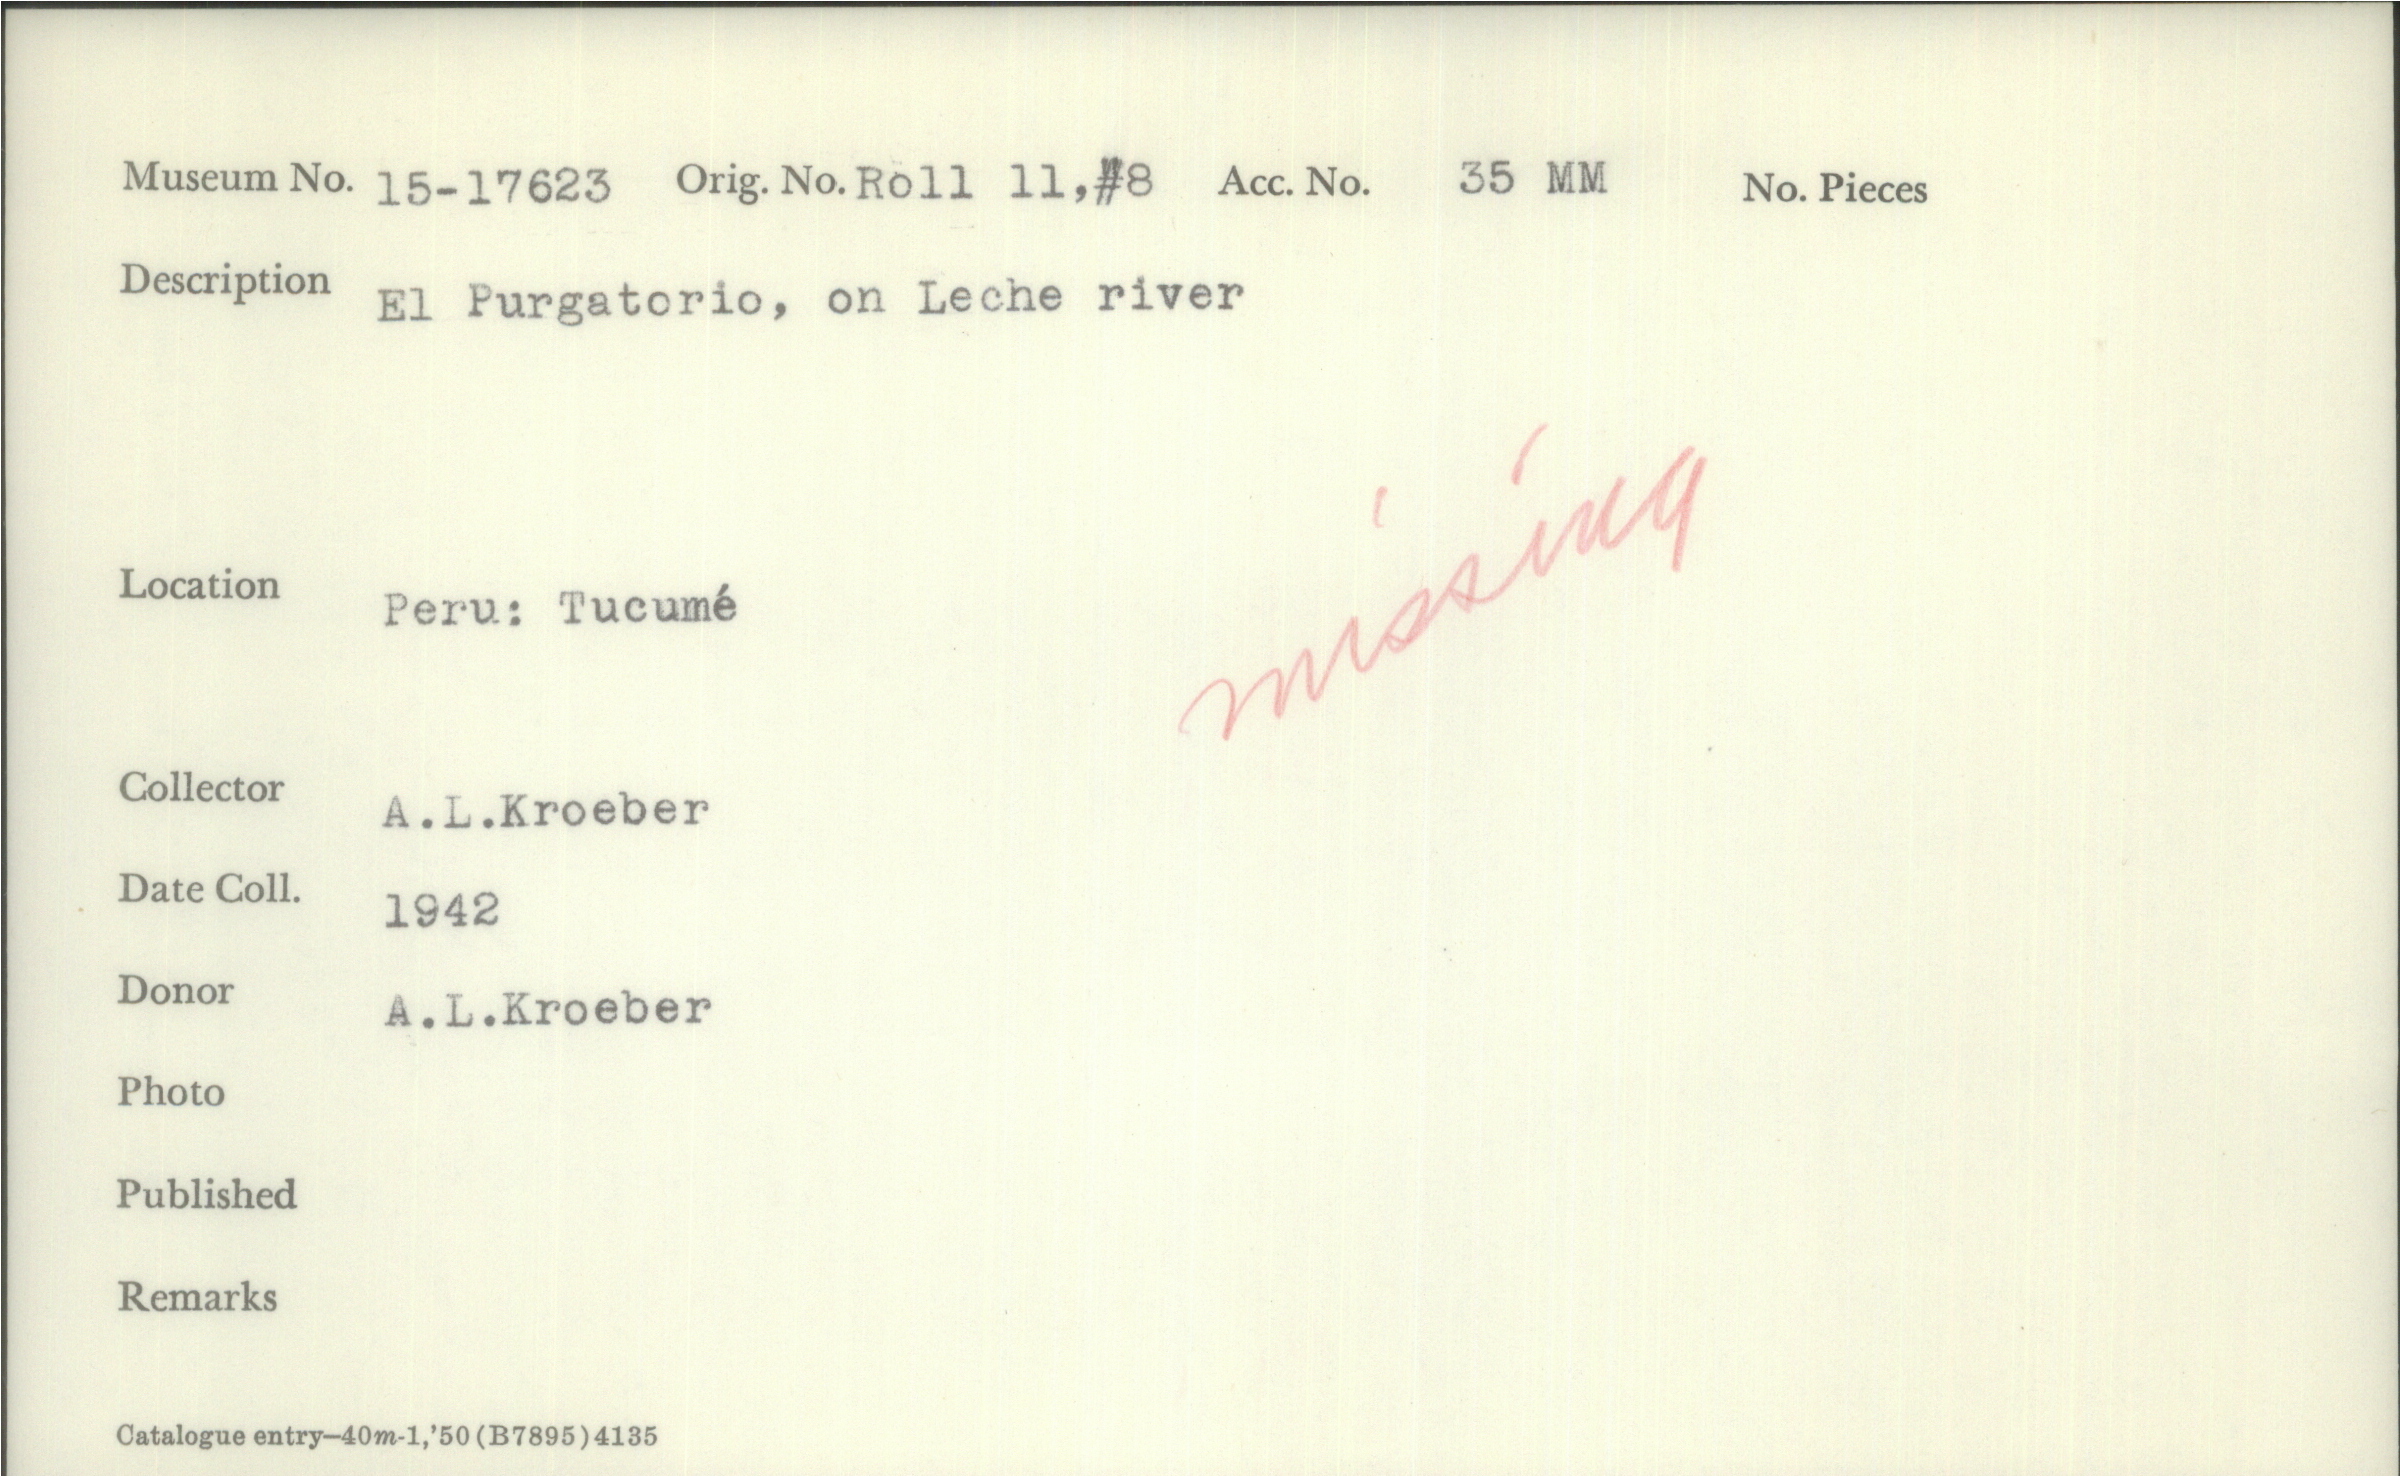 Museum No. 15-17623 Orig. No. Roll 11,#8 Acc. No. 35 MM No. Pieces
Description El Purgatorio, on Leche river
missing
Location Peru: Tucumé
Collector A.L.Kroeber
Date Coll. 1942
Donor A.L.Kroeber
Photo
Published
Remarks
Catalogue entry—40m-1,'50(B7895)4135